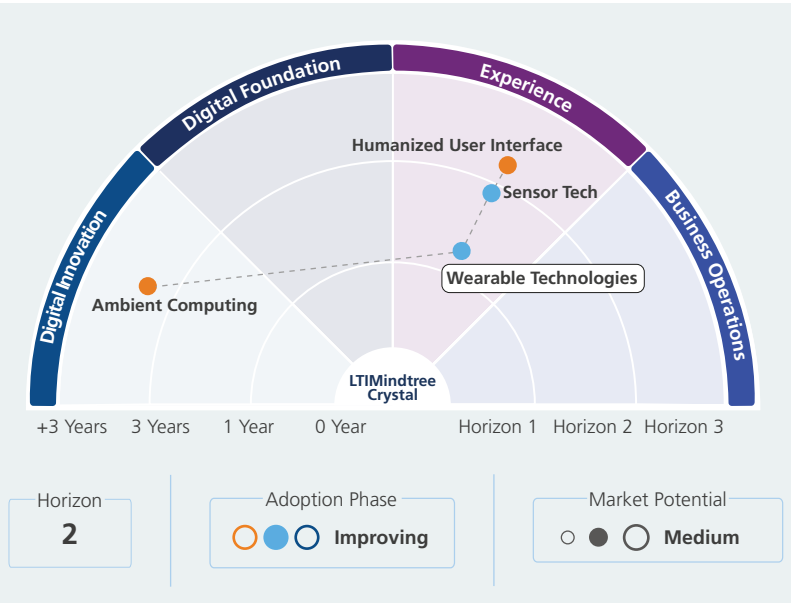 Digital Foundation
Experience
Digital Innovation
Business Operations
Humanized User Interface
Sensor Tech
Wearable Technologies
Ambient Computing
LTIMindtree
Crystal
+3 Years 3 Years 1 Year 0 Year Horizon 1 Horizon 2 Horizon 3
Horizon
2
Adoption Phase
Improving
Market Potential
Medium